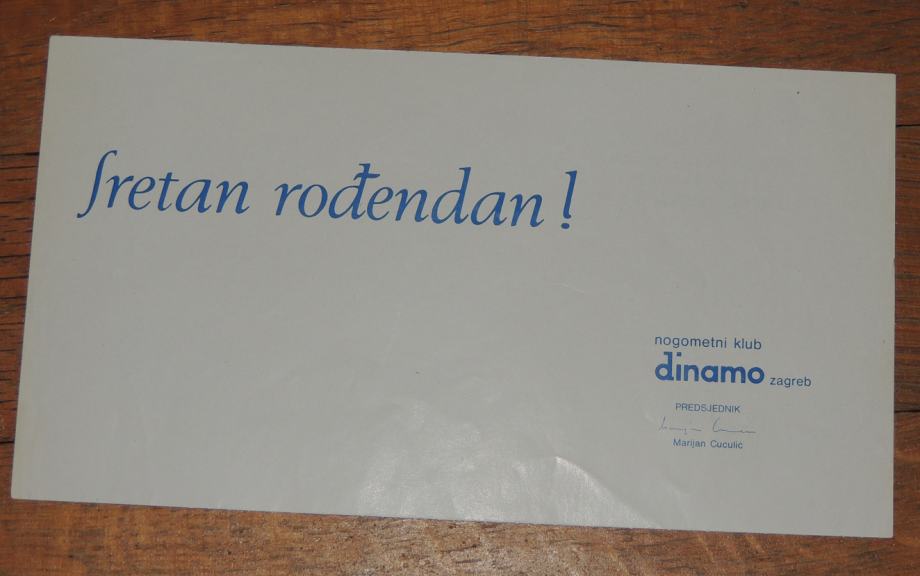 sretan rođendan!
nogometni klub
dinamo zagreb
PREDSJEDNIK
Marijan Cuculić